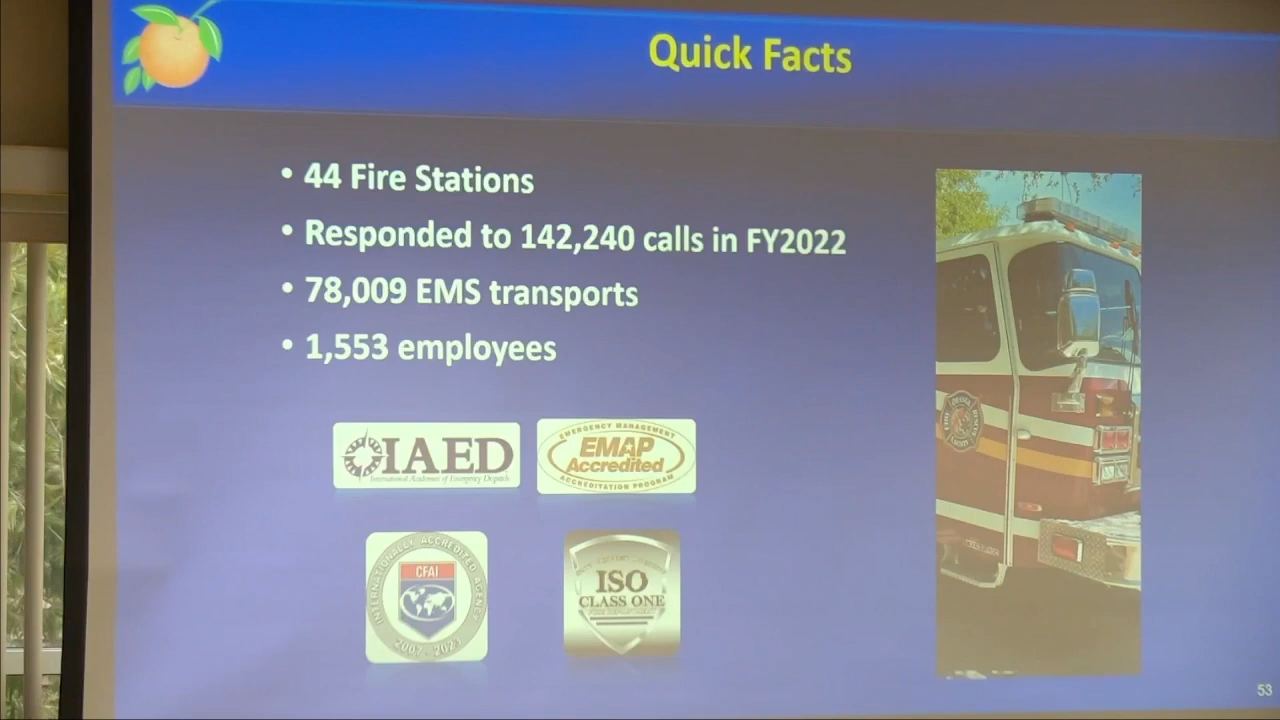 Quick Facts
• 44 Fire Stations
• Responded to 142,240 calls in FY2022
• 78,009 EMS transports
• 1,553 employees
IAED
International Academies of Emergency Dispatch
EMERGENCY MANAGEMENT
EMAP
Accredited
ACCREDITATION PROGRAM
INTERNATIONALLY ACCREDITED AGENCY
CFAI
ISO
CLASS ONE
FIRE DEPARTMENT
53